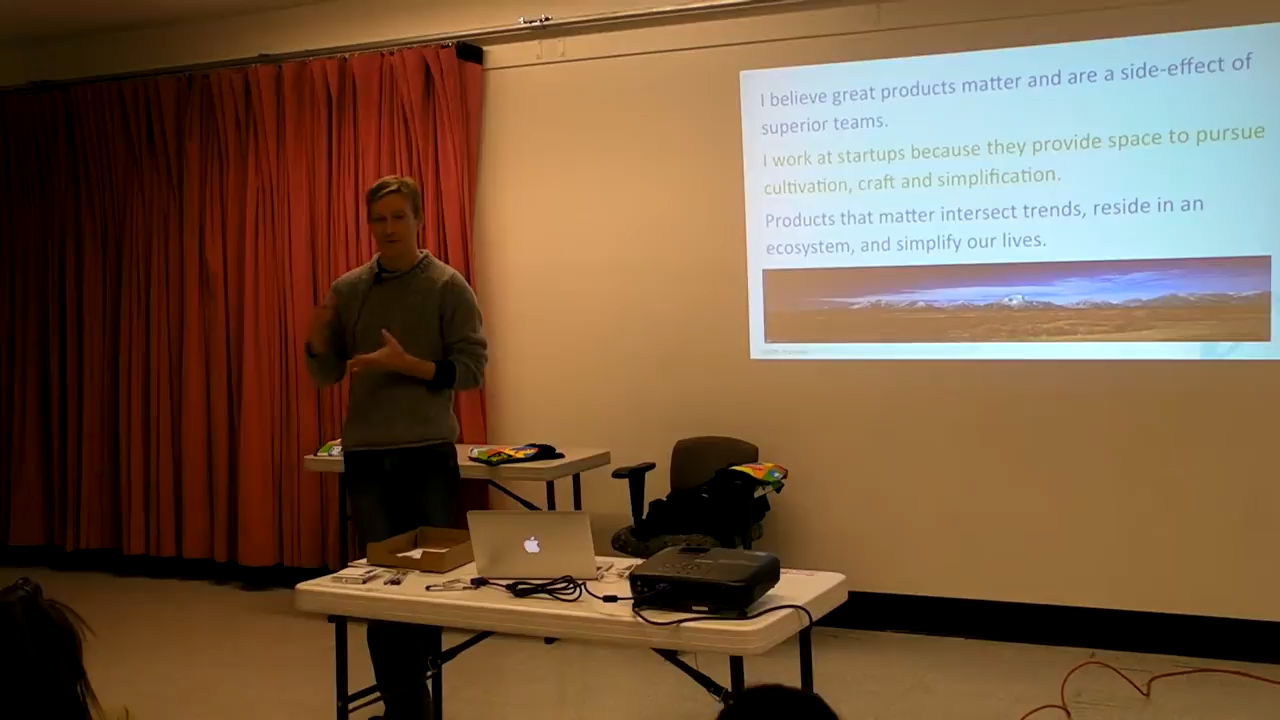 I believe great products matter and are a side-effect of
superior teams.
I work at startups because they provide space to pursue
cultivation, craft and simplification.
Products that matter intersect trends, reside in an
ecosystem, and simplify our lives.